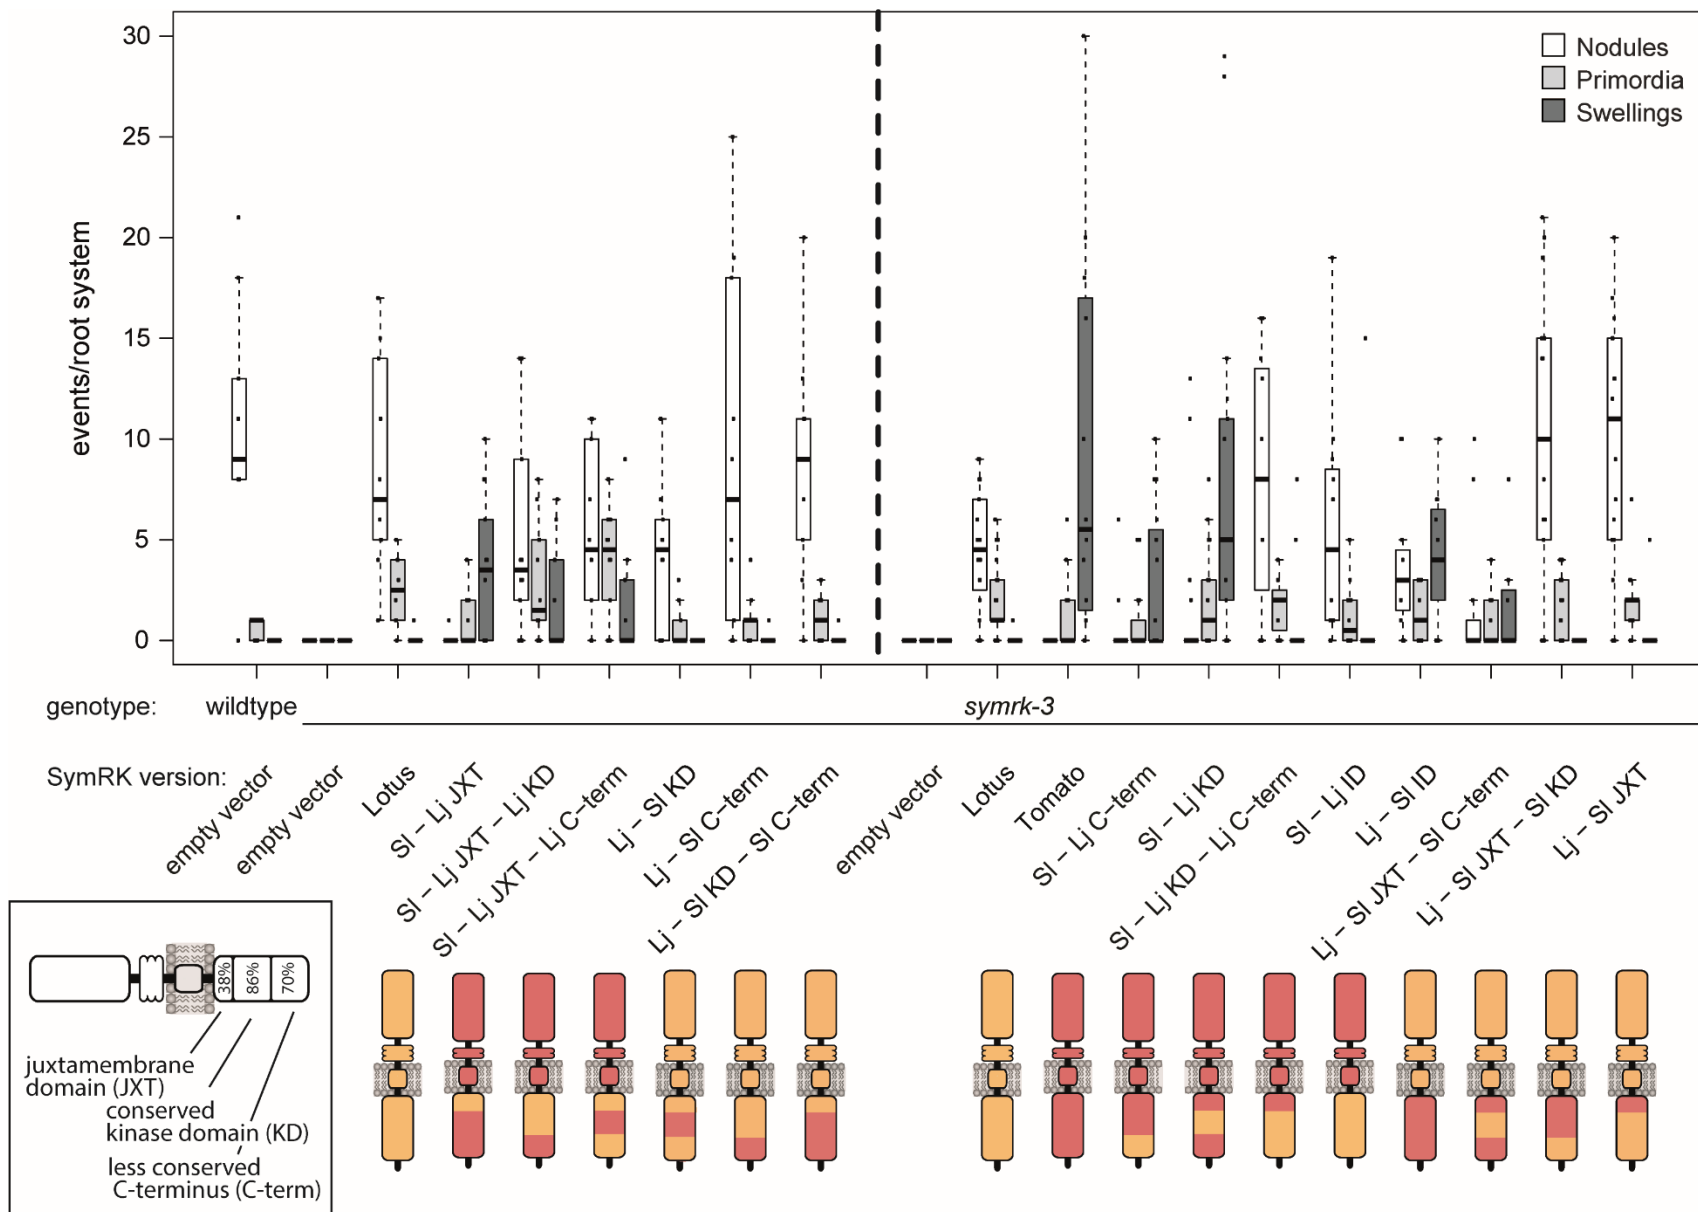 30
25
20
15
10
5
0
events/root system
Nodules
Primordia
Swellings
genotype: wildtype symrk-3
SymRK version:
empty vector
empty vector
Lotus
Sl – Lj JXT
Sl – Lj JXT – Lj KD
Sl – Lj JXT – Lj C–term
Lj – Sl KD
Lj – Sl C–term
Lj – Sl KD – Sl C–term
empty vector
Lotus
Tomato
Sl – Lj C–term
Sl – Lj KD
Sl – Lj KD – Lj C–term
Sl – Lj ID
Lj – Sl ID
Lj – Sl JXT – Sl C–term
Lj – Sl JXT – Sl KD
Lj – Sl JXT
38%
86%
70%
juxtamembrane
domain (JXT)
conserved
kinase domain (KD)
less conserved
C-terminus (C-term)